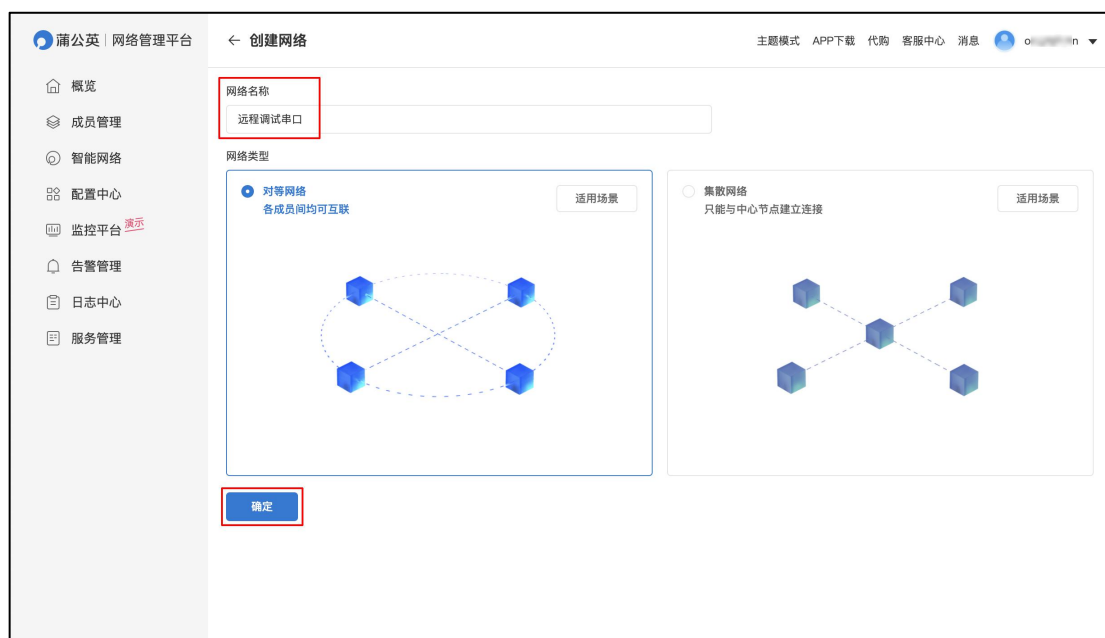 蒲公英 | 网络管理平台
← 创建网络
主题模式 APP下载 代购 客服中心 消息
概览
成员管理
智能网络
配置中心
监控平台 演示
告警管理
日志中心
服务管理
网络名称
远程调试串口
网络类型
对等网络
各成员间均可互联
适用场景
集散网络
只能与中心节点建立连接
适用场景
确定